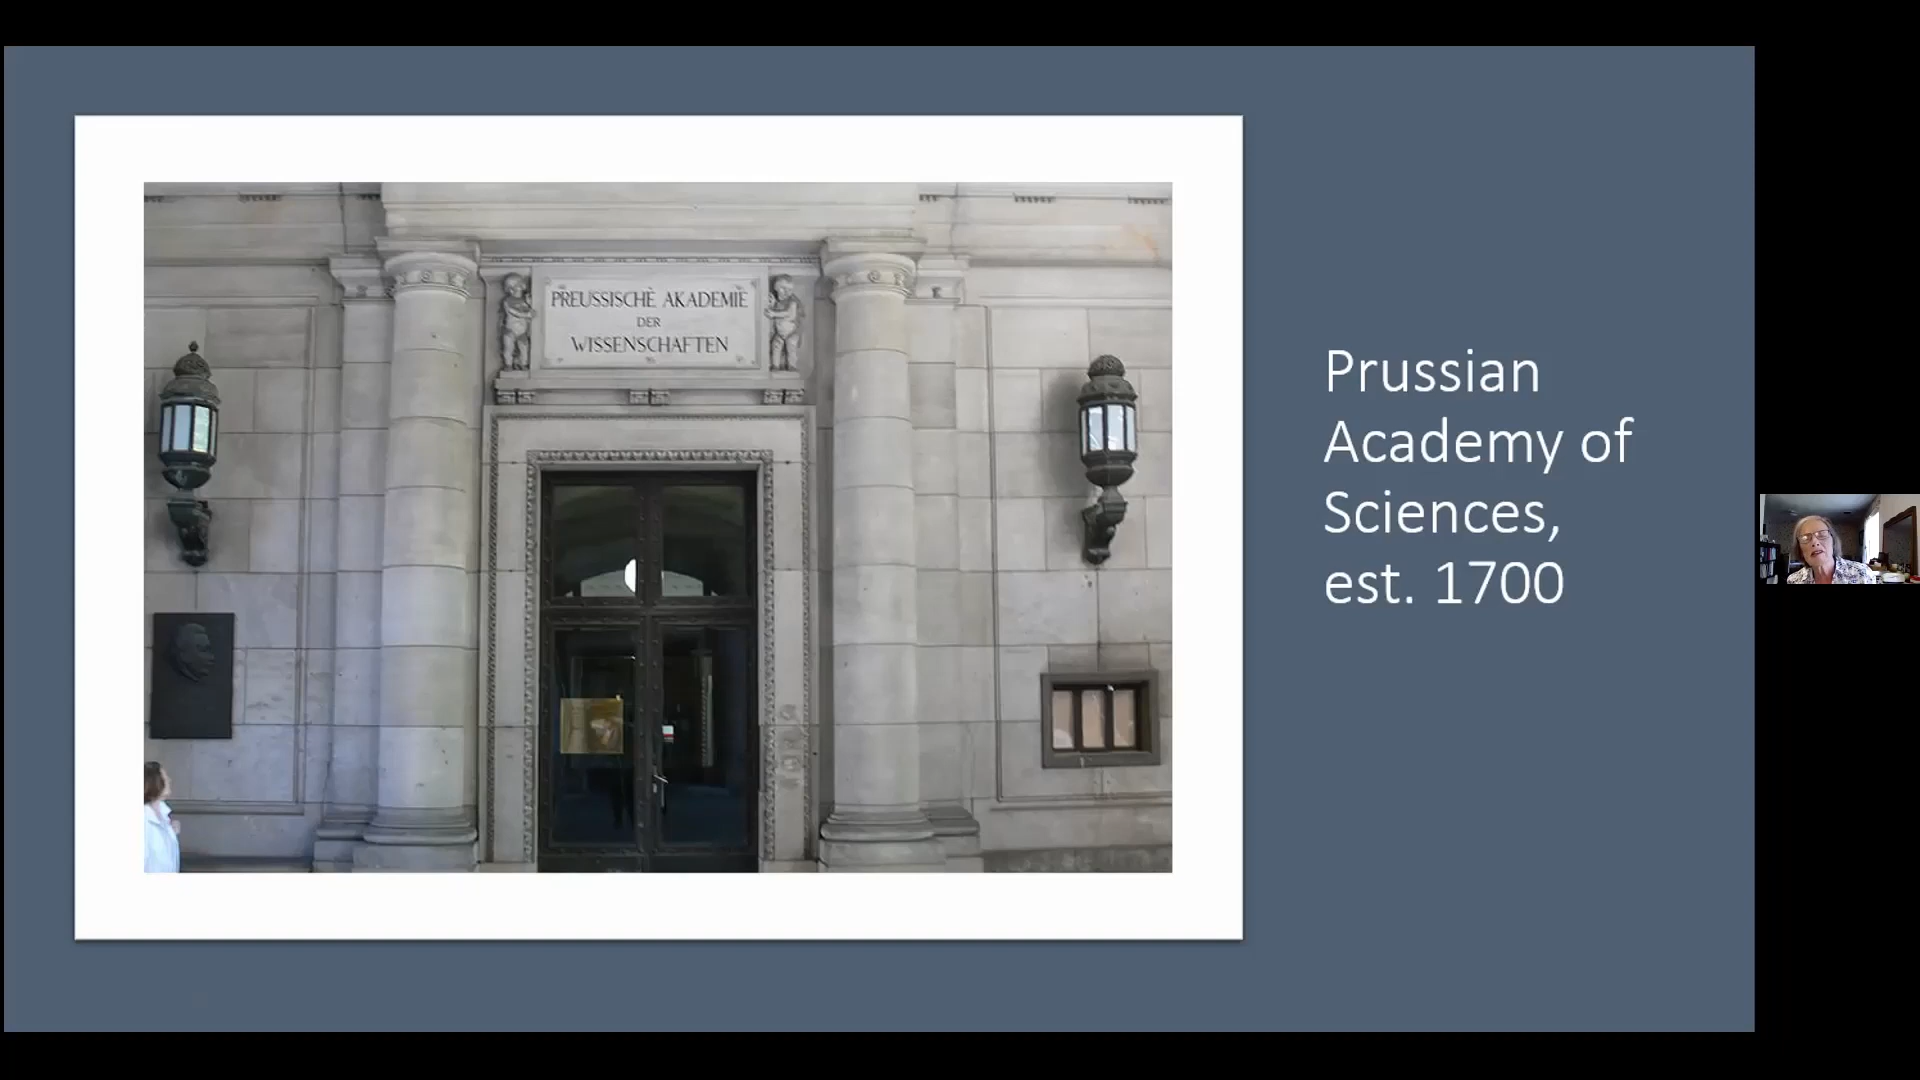 PREUSSISCHE AKADEMIE
DER
WISSENSCHAFTEN
Prussian
Academy of
Sciences,
est. 1700